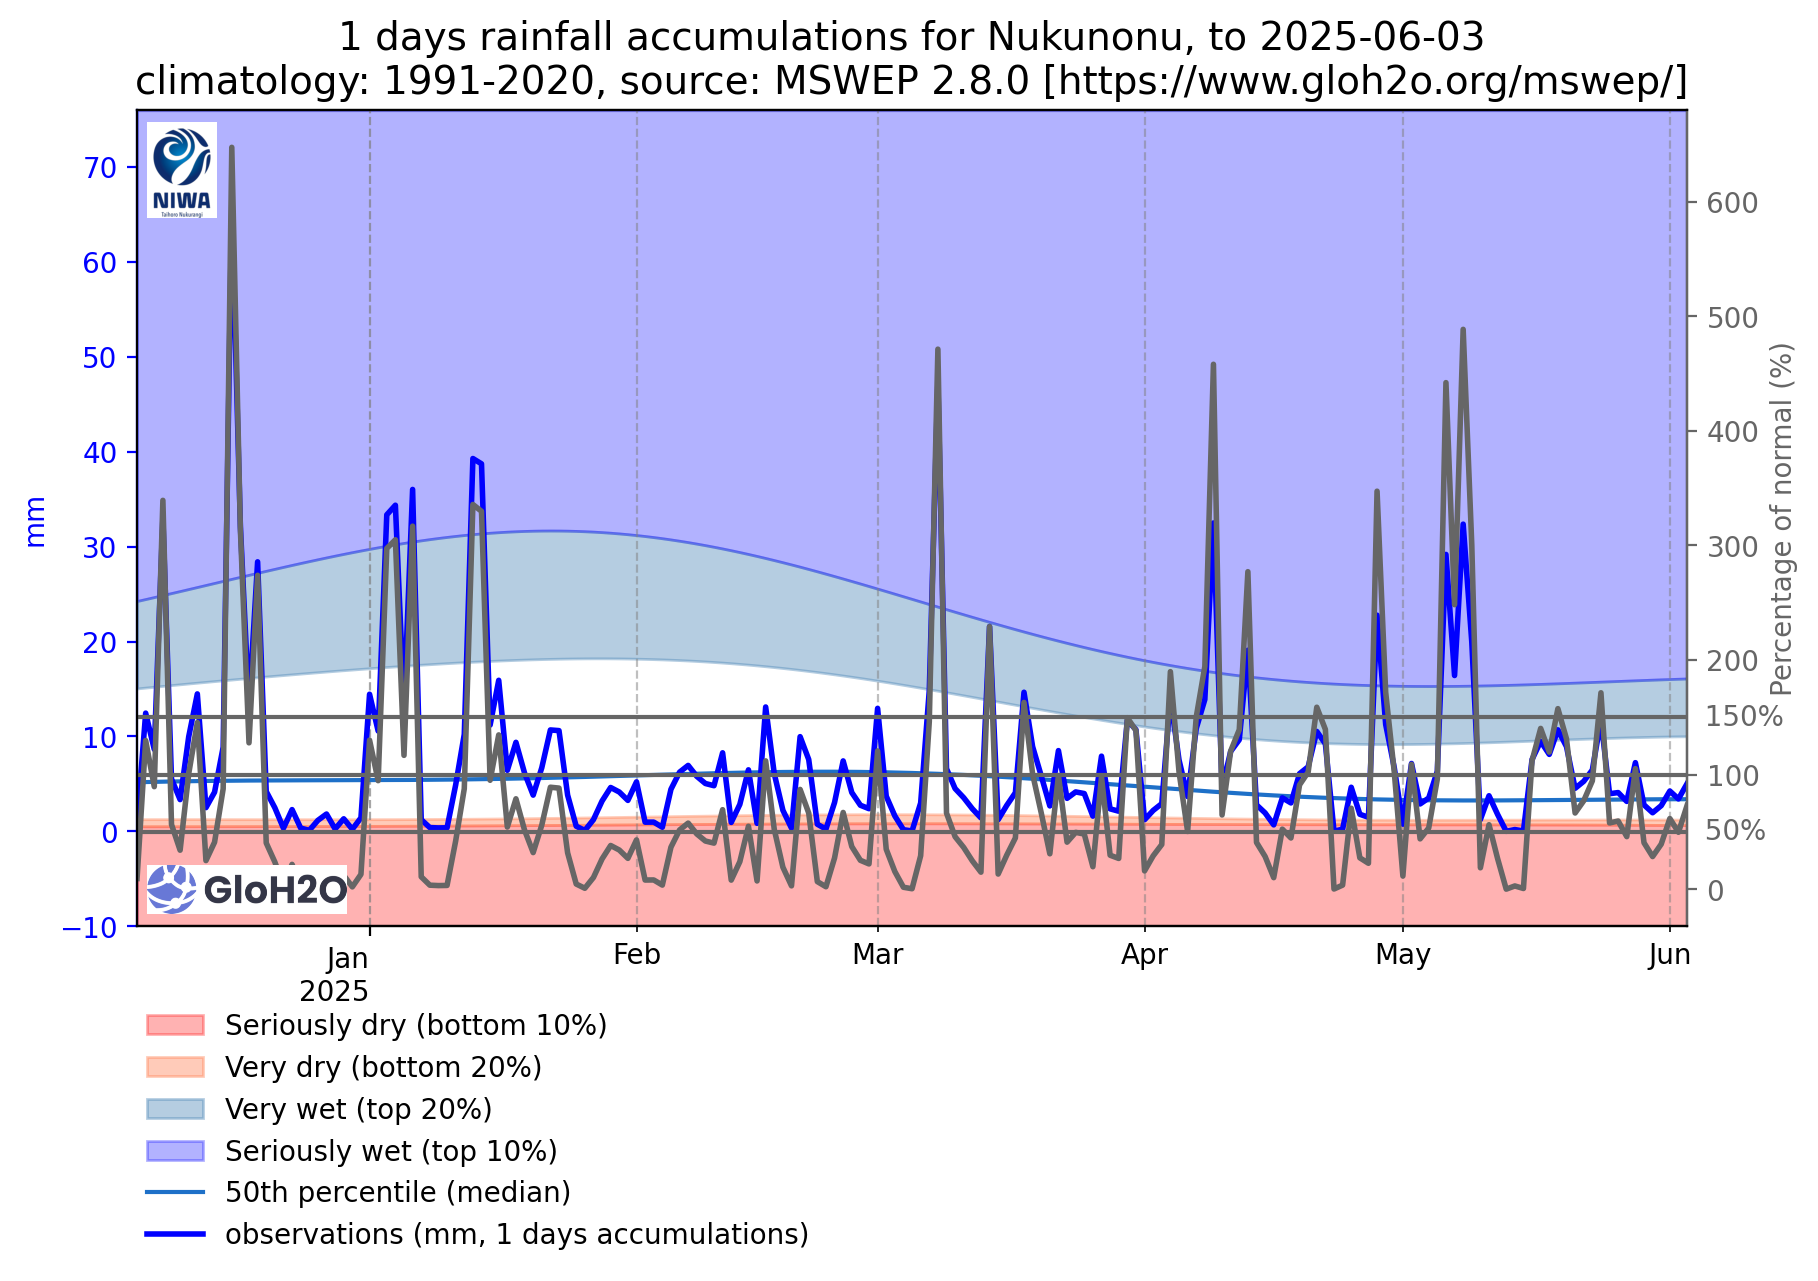 1 days rainfall accumulations for Nukunonu, to 2025-06-03
climatology: 1991-2020, source: MSWEP 2.8.0 [https://www.gloh2o.org/mswep/]
NIWA
Taihoro Nukurangi
70
60
50
40
30
20
10
0
−10
mm
600
500
400
300
200
150%
100
50%
0
Percentage of normal (%)
GloH2O
Jan
2025
Feb
Mar
Apr
May
Jun
Seriously dry (bottom 10%)
Very dry (bottom 20%)
Very wet (top 20%)
Seriously wet (top 10%)
50th percentile (median)
observations (mm, 1 days accumulations)